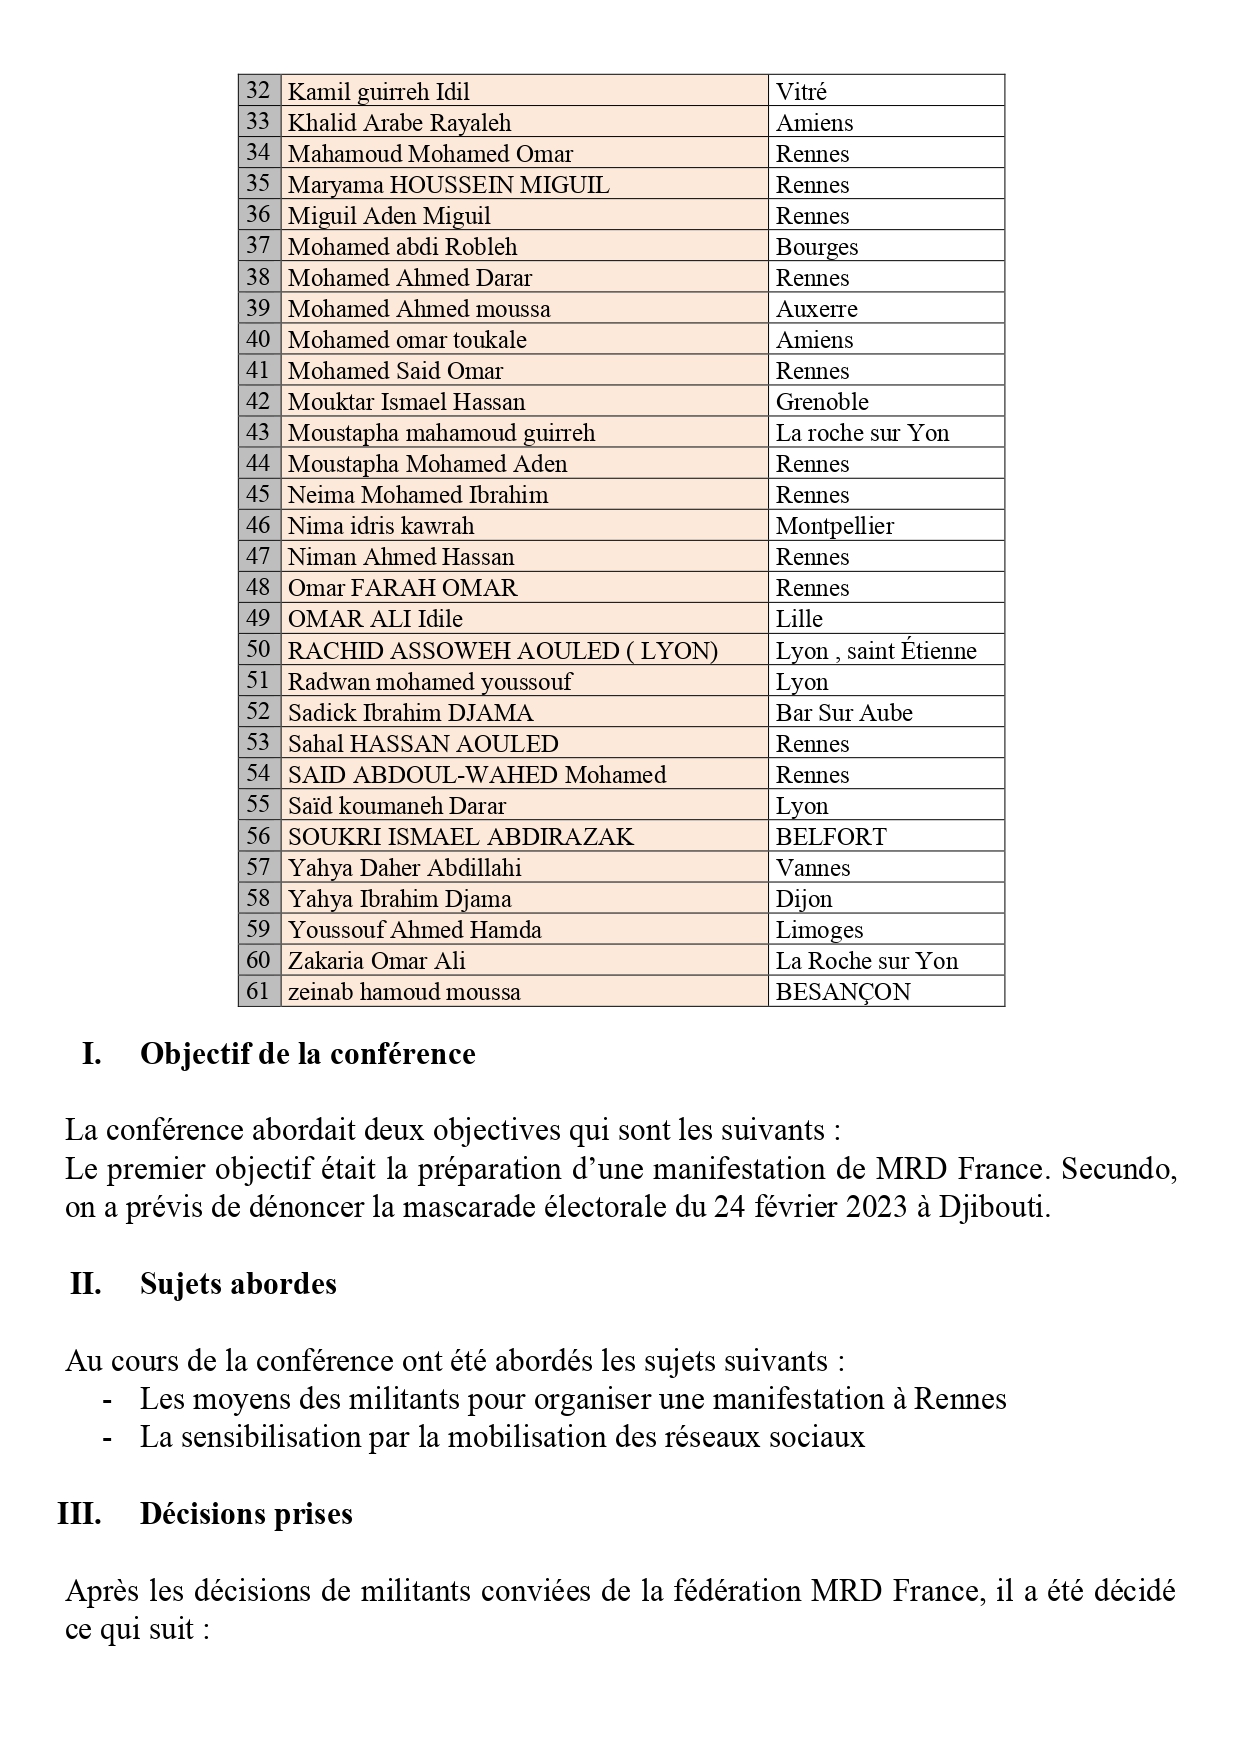 32 Kamil guirreh Idil Vitré
33 Khalid Arabe Rayaleh Amiens
34 Mahamoud Mohamed Omar Rennes
35 Maryama HOUSSEIN MIGUIL Rennes
36 Miguil Aden Miguil Rennes
37 Mohamed abdi Robleh Bourges
38 Mohamed Ahmed Darar Rennes
39 Mohamed Ahmed moussa Auxerre
40 Mohamed omar toukale Amiens
41 Mohamed Said Omar Rennes
42 Mouktar Ismael Hassan Grenoble
43 Moustapha mahamoud guirreh La roche sur Yon
44 Moustapha Mohamed Aden Rennes
45 Neima Mohamed Ibrahim Rennes
46 Nima idris kawrah Montpellier
47 Niman Ahmed Hassan Rennes
48 Omar FARAH OMAR Rennes
49 OMAR ALI Idile Lille
50 RACHID ASSOWEH AOULED ( LYON) Lyon , saint Étienne
51 Radwan mohamed youssouf Lyon
52 Sadick Ibrahim DJAMA Bar Sur Aube
53 Sahal HASSAN AOULED Rennes
54 SAID ABDOUL-WAHED Mohamed Rennes
55 Saïd koumaneh Darar Lyon
56 SOUKRI ISMAEL ABDIRAZAK BELFORT
57 Yahya Daher Abdillahi Vannes
58 Yahya Ibrahim Djama Dijon
59 Youssouf Ahmed Hamda Limoges
60 Zakaria Omar Ali La Roche sur Yon
61 zeinab hamoud moussa BESANÇON
I. Objectif de la conférence
La conférence abordait deux objectives qui sont les suivants :
Le premier objectif était la préparation d’une manifestation de MRD France. Secundo,
on a prévis de dénoncer la mascarade électorale du 24 février 2023 à Djibouti.
II. Sujets abordes
Au cours de la conférence ont été abordés les sujets suivants :
- Les moyens des militants pour organiser une manifestation à Rennes
- La sensibilisation par la mobilisation des réseaux sociaux
III. Décisions prises
Après les décisions de militants conviées de la fédération MRD France, il a été décidé
ce qui suit :